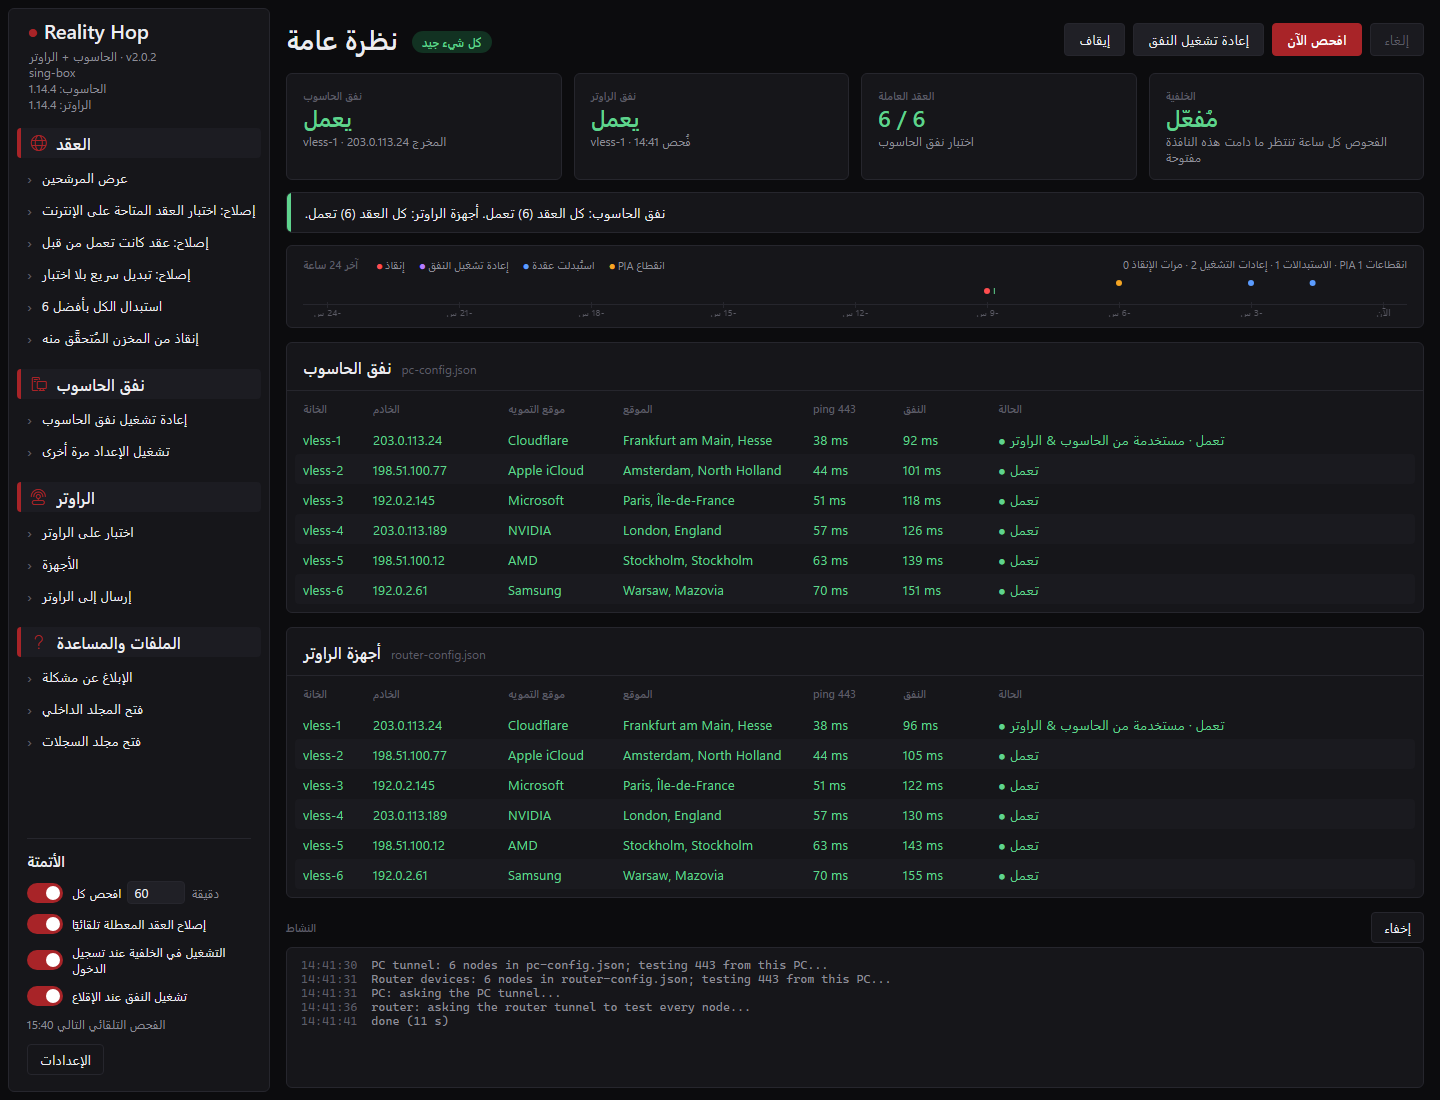 Reality Hop
الحاسوب + الراوتر · v2.0.2
sing-box
الحاسوب: 1.14.4
الراوتر: 1.14.4
العقد
عرض المرشحين
إصلاح: اختبار العقد المتاحة على الإنترنت
إصلاح: عقد كانت تعمل من قبل
إصلاح: تبديل سريع بلا اختبار
استبدال الكل بأفضل 6
إنقاذ من المخزن المُتحقَّق منه
نفق الحاسوب
إعادة تشغيل نفق الحاسوب
تشغيل الإعداد مرة أخرى
الراوتر
اختبار على الراوتر
الأجهزة
إرسال إلى الراوتر
الملفات والمساعدة
الإبلاغ عن مشكلة
فتح المجلد الداخلي
فتح مجلد السجلات
الأتمتة
افحص كل 60 دقيقة
إصلاح العقد المعطلة تلقائيًا
التشغيل في الخلفية عند تسجيل
الدخول
تشغيل النفق عند الإقلاع
الفحص التلقائي التالي 15:40
الإعدادات
نظرة عامة
كل شيء جيد
إيقاف
إعادة تشغيل النفق
افحص الآن
إلغاء
نفق الحاسوب
يعمل
المخرج vless-1 · 203.0.113.24
نفق الراوتر
يعمل
فُحص vless-1 · 14:41
العقد العاملة
6 / 6
اختبار نفق الحاسوب
الخلفية
مُفعّل
الفحوص كل ساعة تنتظر ما دامت هذه النافذة
مفتوحة
نفق الحاسوب: كل العقد (6) تعمل. أجهزة الراوتر: كل العقد (6) تعمل.
آخر 24 ساعة
إنقاذ
إعادة تشغيل النفق
استُبدلت عقدة
انقطاع PIA
انقطاعات PIA 1 · الاستبدالات 1 · إعادات التشغيل 2 · مرات الإنقاذ 0
-24 س
-21 س
-18 س
-15 س
-12 س
-9 س
-6 س
-3 س
الآن
نفق الحاسوب pc-config.json
الخانة الخادم موقع التمويه الموقع ping 443 النفق الحالة
vless-1 203.0.113.24 Cloudflare Frankfurt am Main, Hesse 38 ms 92 ms ● تعمل · مستخدمة من الحاسوب & الراوتر
vless-2 198.51.100.77 Apple iCloud Amsterdam, North Holland 44 ms 101 ms ● تعمل
vless-3 192.0.2.145 Microsoft Paris, Île-de-France 51 ms 118 ms ● تعمل
vless-4 203.0.113.189 NVIDIA London, England 57 ms 126 ms ● تعمل
vless-5 198.51.100.12 AMD Stockholm, Stockholm 63 ms 139 ms ● تعمل
vless-6 192.0.2.61 Samsung Warsaw, Mazovia 70 ms 151 ms ● تعمل
أجهزة الراوتر router-config.json
الخانة الخادم موقع التمويه الموقع ping 443 النفق الحالة
vless-1 203.0.113.24 Cloudflare Frankfurt am Main, Hesse 38 ms 96 ms ● تعمل · مستخدمة من الحاسوب & الراوتر
vless-2 198.51.100.77 Apple iCloud Amsterdam, North Holland 44 ms 105 ms ● تعمل
vless-3 192.0.2.145 Microsoft Paris, Île-de-France 51 ms 122 ms ● تعمل
vless-4 203.0.113.189 NVIDIA London, England 57 ms 130 ms ● تعمل
vless-5 198.51.100.12 AMD Stockholm, Stockholm 63 ms 143 ms ● تعمل
vless-6 192.0.2.61 Samsung Warsaw, Mazovia 70 ms 155 ms ● تعمل
النشاط
إخفاء
14:41:30 PC tunnel: 6 nodes in pc-config.json; testing 443 from this PC...
14:41:31 Router devices: 6 nodes in router-config.json; testing 443 from this PC...
14:41:31 PC: asking the PC tunnel...
14:41:36 router: asking the router tunnel to test every node...
14:41:41 done (11 s)